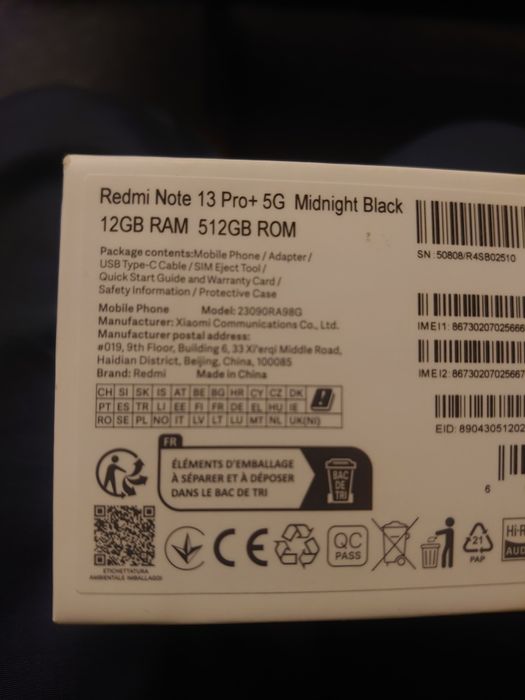 Redmi Note 13 Pro+ 5G Midnight Black
12GB RAM 512GB ROM
Package contents:Mobile Phone / Adapter /
USB Type-C Cable / SIM Eject Tool /
Quick Start Guide and Warranty Card /
Safety Information / Protective Case
Mobile Phone Model: 23090RA98G
Manufacturer: Xiaomi Communications Co., Ltd.
Manufacturer postal address:
#019, 9th Floor, Building 6, 33 Xi'erqi Middle Road,
Haidian District, Beijing, China, 100085
Brand: Redmi Made in China
CH SI SK IS AT BE BG HR CY CZ DK
PT ES TR LI EE FI FR DE EL HU IE
RO SE PL NO IT LV LT LU MT NL UK(NI)
SN :50808/R4SB02510
IMEI1: 86730207025666
IMEI2: 86730207025667
EID: 89043051202
6
FR
ÉLÉMENTS D'EMBALLAGE
À SÉPARER ET À DÉPOSER
DANS LE BAC DE TRI
BAC
DE
TRI
ETICHETTATURA
AMBIENTALE IMBALLAGGI
CE
QC
PASS
21
PAP
Hi-R
AUD